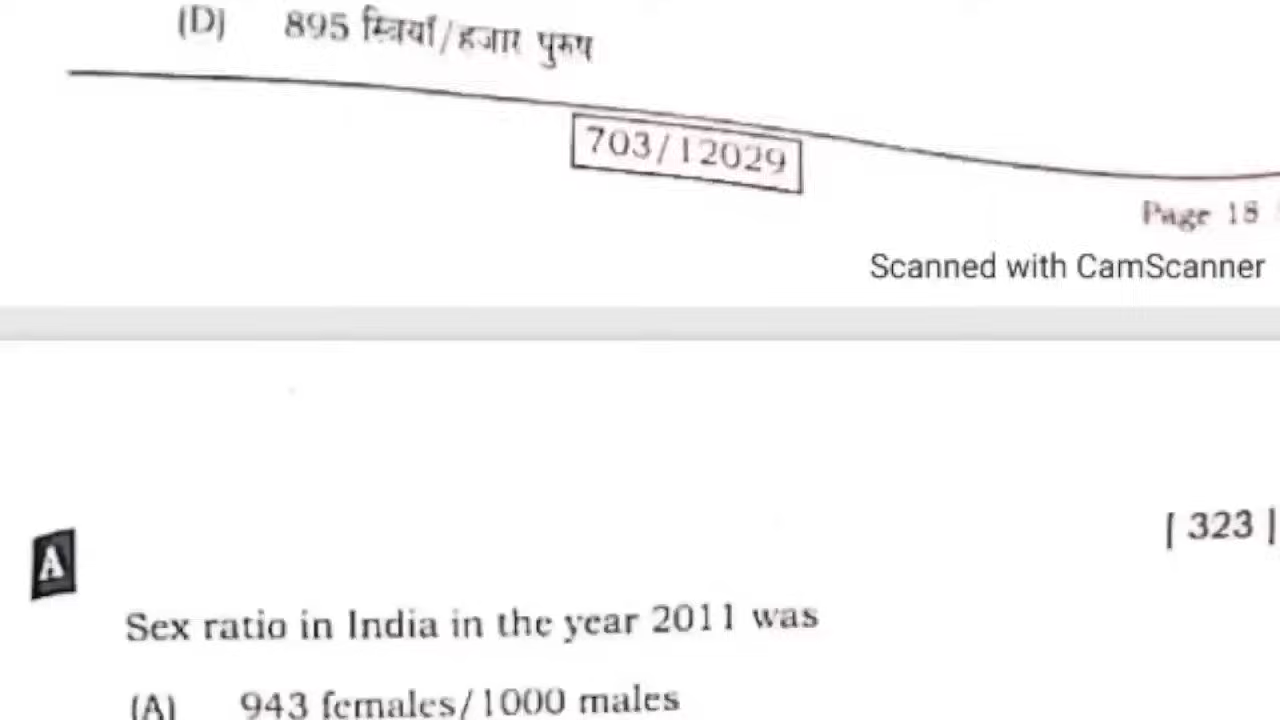 (D) 895 स्त्रियाँ/हजार पुरुष
703/12029
Page 18
Scanned with CamScanner
[ 323 ]
A
Sex ratio in India in the year 2011 was
(A) 943 females/1000 males